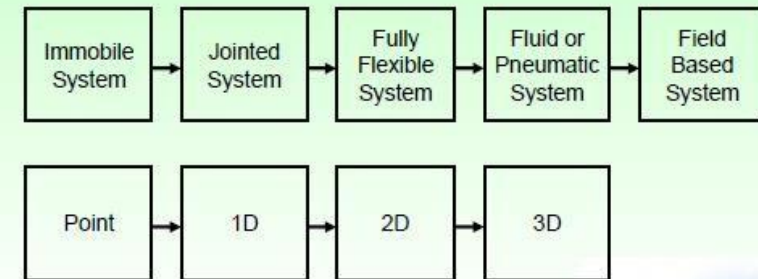 Immobile
System
Jointed
System
Fully
Flexible
System
Fluid or
Pneumatic
System
Field
Based
System
Point
1D
2D
3D